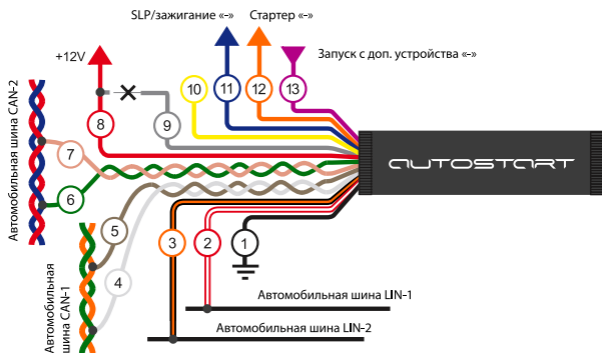 SLP/зажигание «-»
Стартер «-»
Запуск с доп. устройства «-»
+12V
10
11
12
13
8
9
7
6
5
4
3
2
1
AUTOSTART
Автомобильная шина CAN-2
Автомобильная
шина CAN-1
Автомобильная шина LIN-1
Автомобильная шина LIN-2